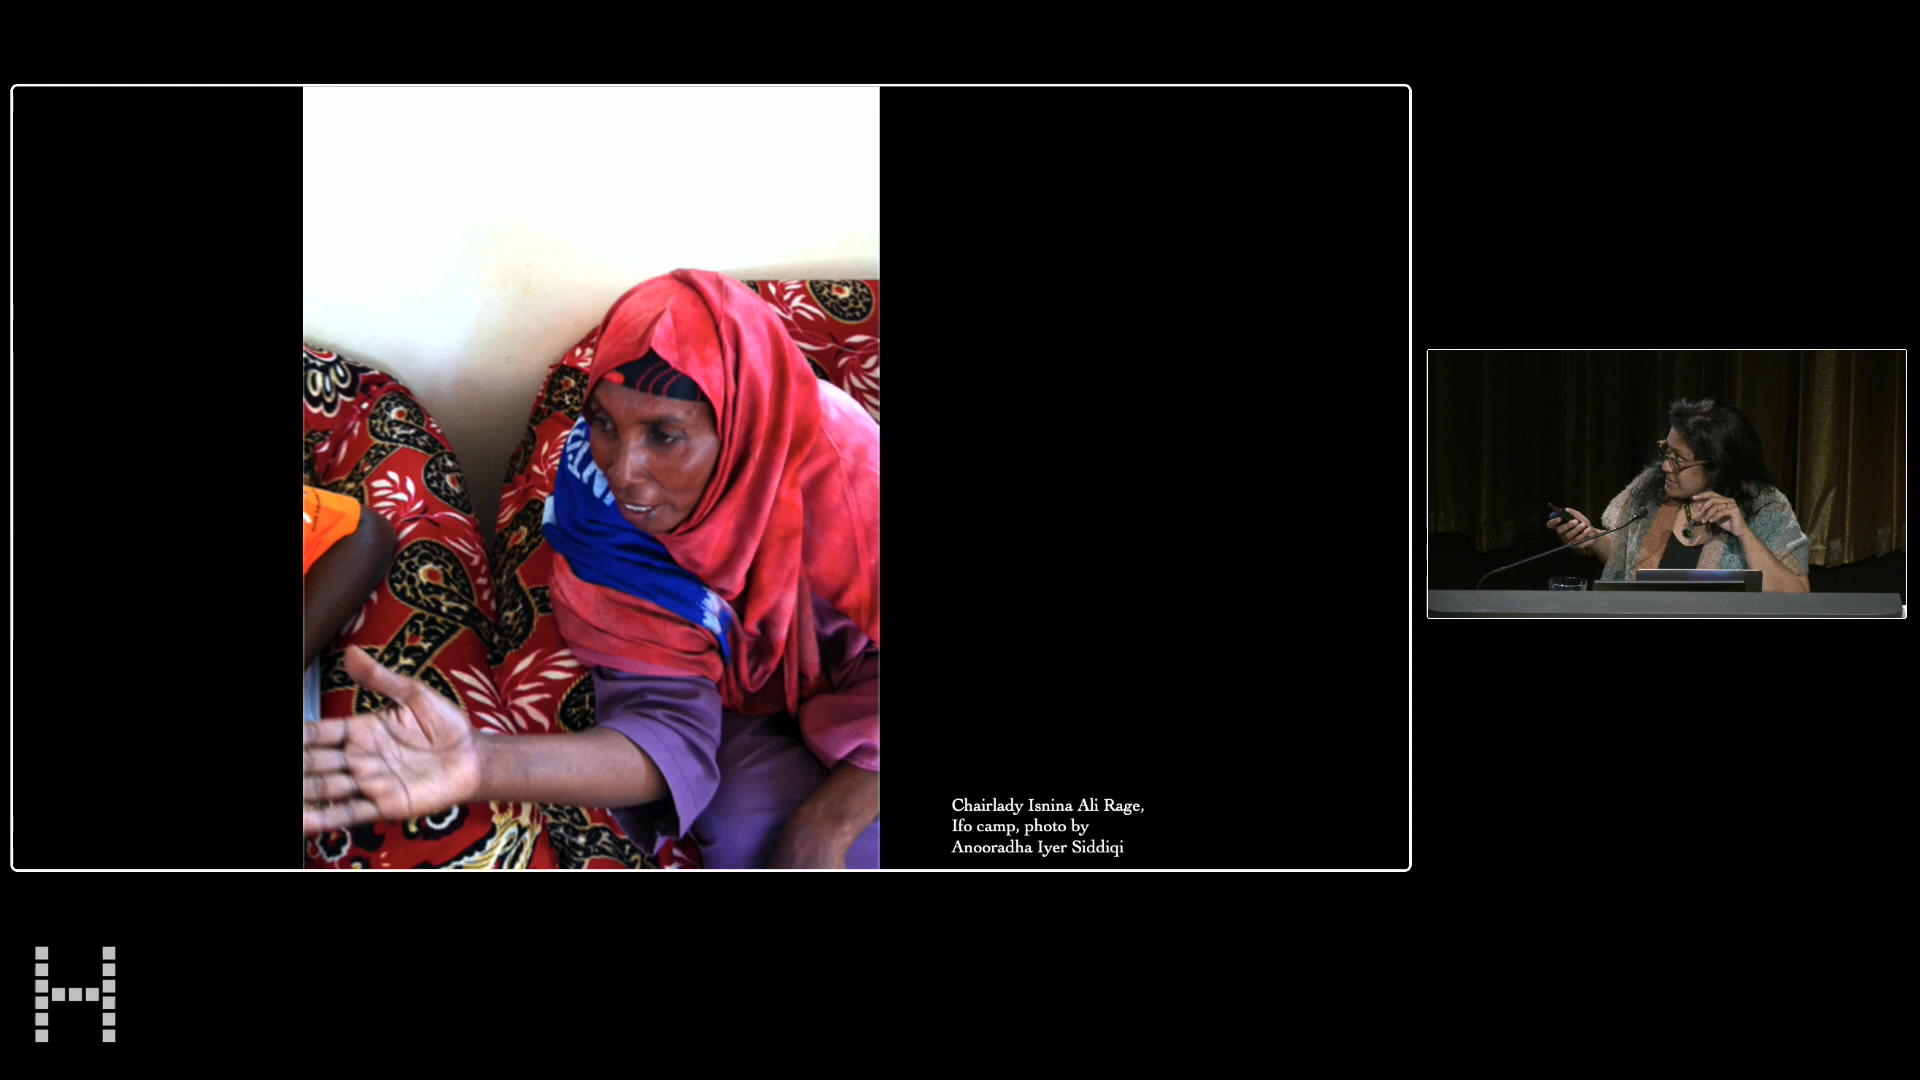 Chairlady Isnina Ali Rage,
Ifo camp, photo by
Anooradha Iyer Siddiqi
H